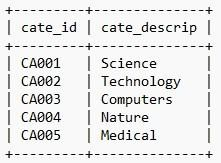 +---------+--------------+
| cate_id | cate_descrip |
+---------+--------------+
| CA001   | Science      |
| CA002   | Technology   |
| CA003   | Computers    |
| CA004   | Nature       |
| CA005   | Medical      |
+---------+--------------+